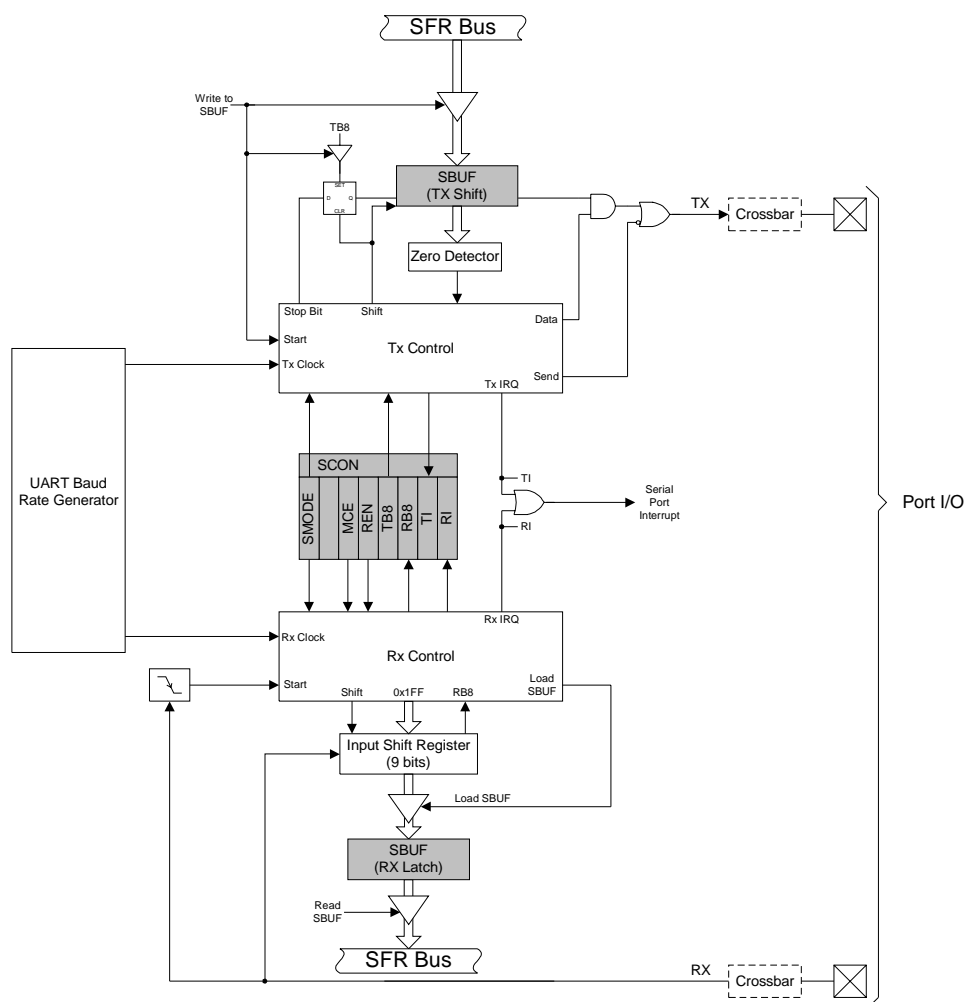 SFR Bus
Write to
SBUF
TB8
SET
D Q
CLR
SBUF
(TX Shift)
TX
Crossbar
Zero Detector
Stop Bit
Shift
Data
Start
Tx Control
Tx Clock
Send
Tx IRQ
UART Baud
Rate Generator
SCON
SMODE
MCE
REN
TB8
RB8
TI
RI
TI
Serial
Port
Interrupt
RI
Port I/O
Rx IRQ
Rx Clock
Rx Control
Start
Load
SBUF
Shift
0x1FF
RB8
Input Shift Register
(9 bits)
Load SBUF
SBUF
(RX Latch)
Read
SBUF
SFR Bus
RX
Crossbar